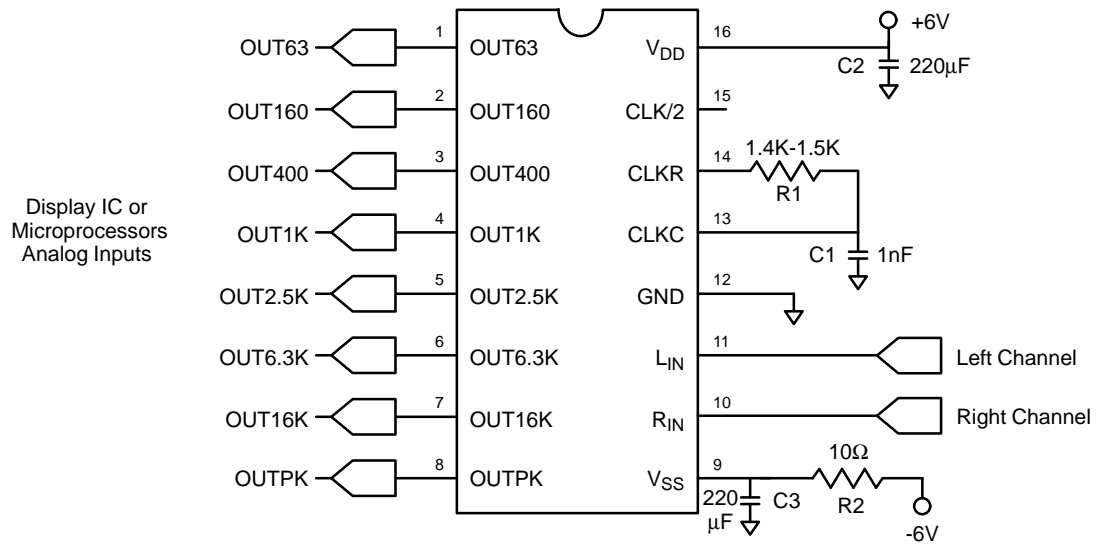 +6V
1
16
OUT63
OUT63
VDD
C2
220μF
2
15
OUT160
OUT160
CLK/2
1.4K-1.5K
3
14
OUT400
OUT400
CLKR
R1
Display IC or
Microprocessors
Analog Inputs
4
13
OUT1K
OUT1K
CLKC
C1
1nF
5
12
OUT2.5K
OUT2.5K
GND
6
11
OUT6.3K
OUT6.3K
LIN
Left Channel
7
10
OUT16K
OUT16K
RIN
Right Channel
10Ω
8
9
OUTPK
OUTPK
VSS
220
μF
C3
R2
-6V